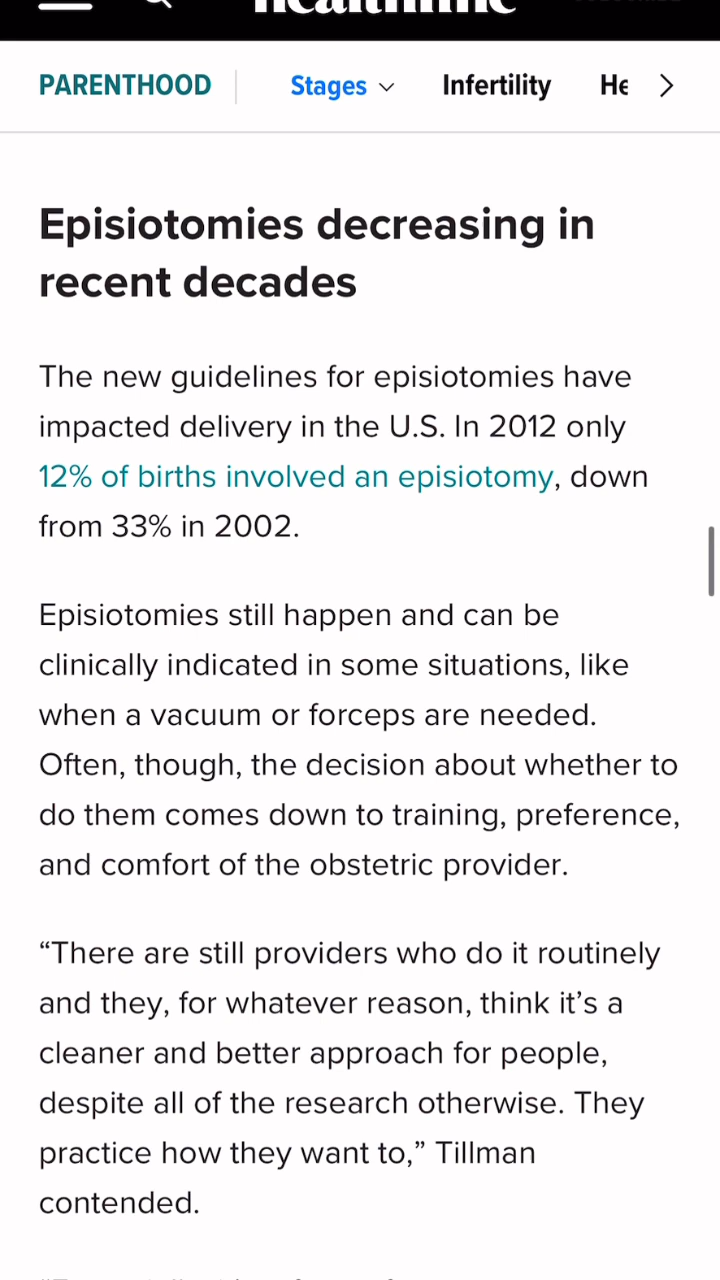 healthline
PARENTHOOD
Stages
Infertility
He
Episiotomies decreasing in
recent decades
The new guidelines for episiotomies have
impacted delivery in the U.S. In 2012 only
12% of births involved an episiotomy, down
from 33% in 2002.
Episiotomies still happen and can be
clinically indicated in some situations, like
when a vacuum or forceps are needed.
Often, though, the decision about whether to
do them comes down to training, preference,
and comfort of the obstetric provider.
“There are still providers who do it routinely
and they, for whatever reason, think it’s a
cleaner and better approach for people,
despite all of the research otherwise. They
practice how they want to,” Tillman
contended.